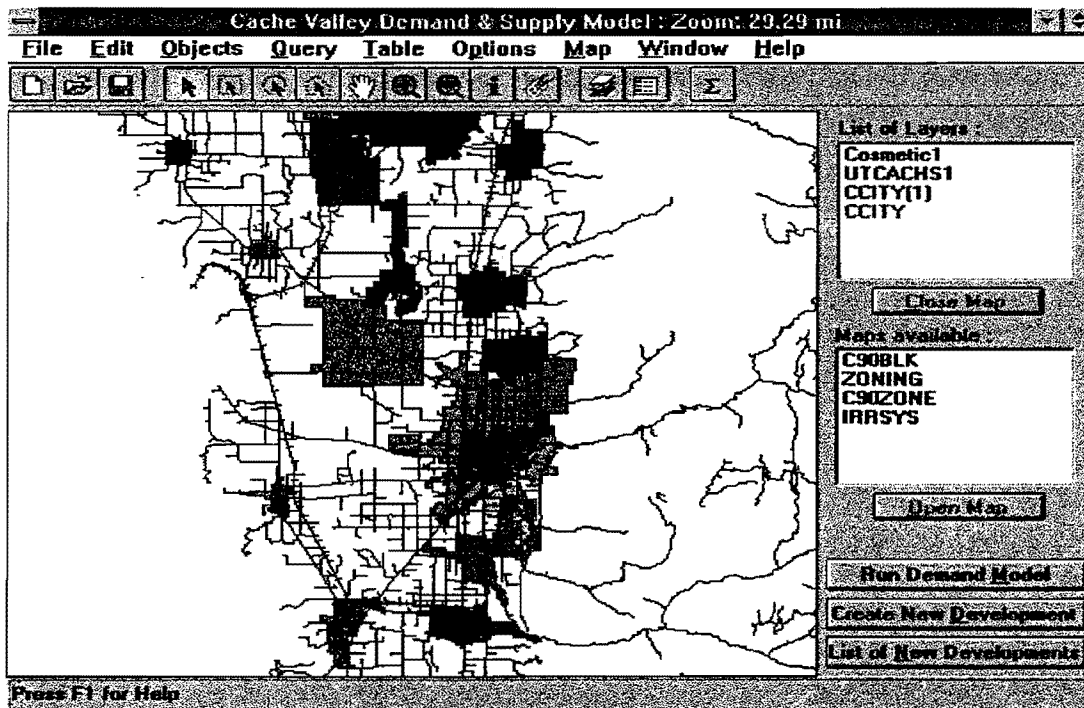 Cache Valley Demand & Supply Model : Zoom: 29.29 mi
File Edit Objects Query Table Options Map Window Help
Σ
List of Layers :
Cosmetic1
UTCACHS1
CCITY(1)
CCITY
Close Map
Maps available :
C90BLK
ZONING
C90ZONE
IRRSYS
Open Map
Run Demand Model
Create New Development
List of New Developments
Press F1 for Help